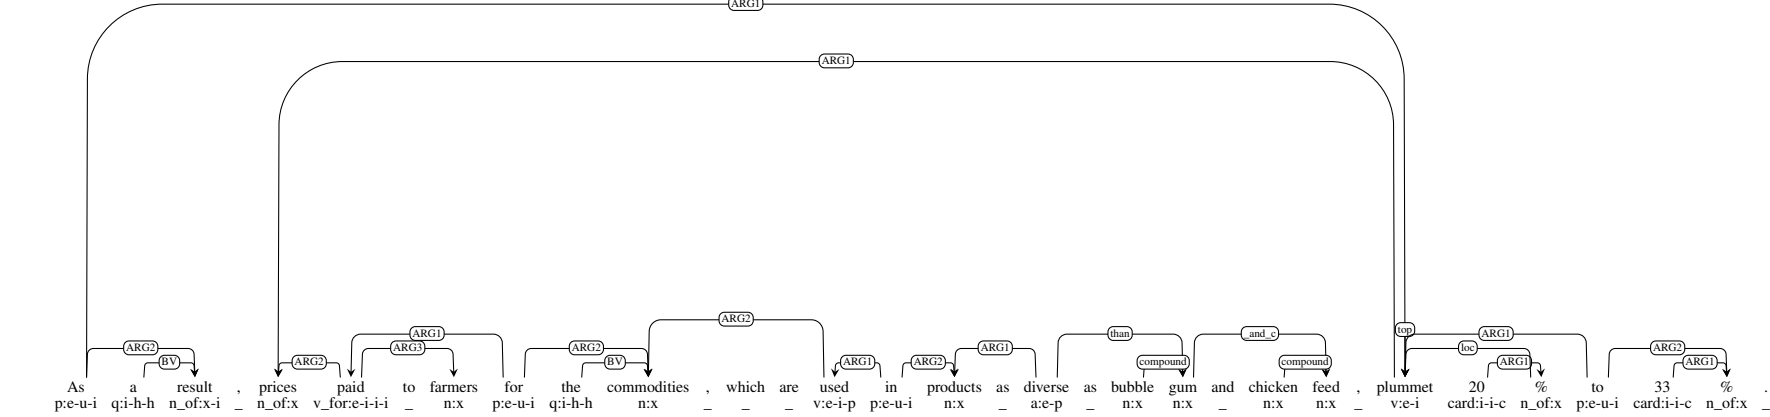 ARG1
ARG1
ARG2
top
ARG1 than _and_c ARG1
ARG2 ARG3 ARG2 loc ARG2
BV ARG2 BV ARG1 ARG2 ARG1 compound compound ARG1 ARG1
As a result , prices paid to farmers for the commodities , which are used in products as diverse as bubble gum and chicken feed , plummet 20 % to 33 % .
p:e-u-i q:i-h-h n_of:x-i _ n_of:x v_for:e-i-i-i _ n:x p:e-u-i q:i-h-h n:x _ _ _ v:e-i-p p:e-u-i n:x _ a:e-p _ n:x n:x _ n:x n:x _ v:e-i card:i-i-c n_of:x p:e-u-i card:i-i-c n_of:x _